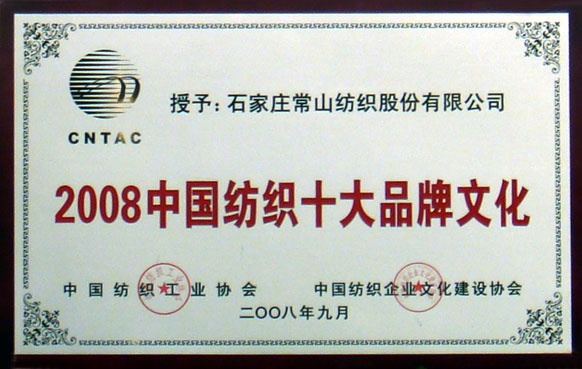 CNTAC
授予：石家庄常山纺织股份有限公司
2008中国纺织十大品牌文化
中国纺织工业协会 中国纺织企业文化建设协会
二〇〇八年九月